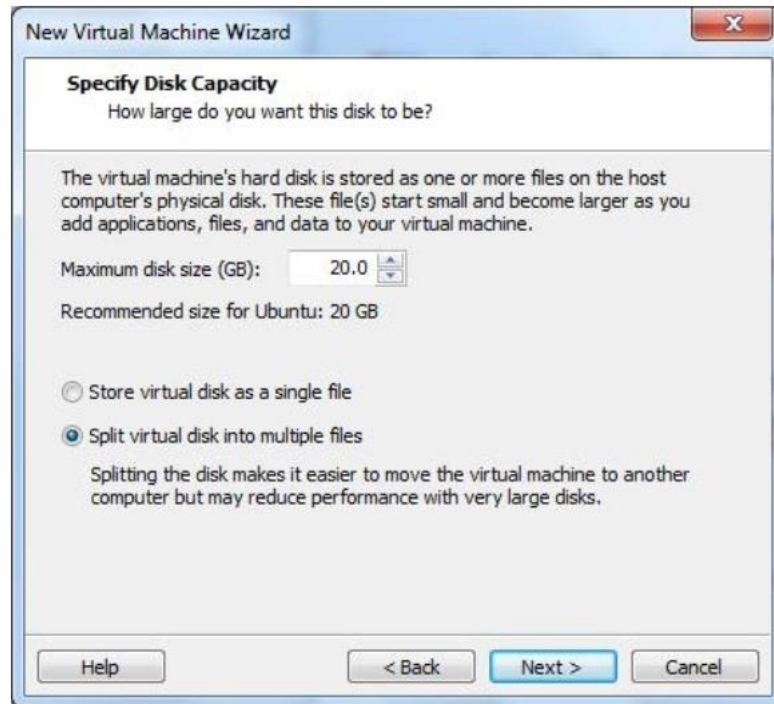 New Virtual Machine Wizard
Specify Disk Capacity
How large do you want this disk to be?
The virtual machine's hard disk is stored as one or more files on the host
computer's physical disk. These file(s) start small and become larger as you
add applications, files, and data to your virtual machine.
Maximum disk size (GB): 20.0
Recommended size for Ubuntu: 20 GB
Store virtual disk as a single file
Split virtual disk into multiple files
Splitting the disk makes it easier to move the virtual machine to another
computer but may reduce performance with very large disks.
Help < Back Next > Cancel